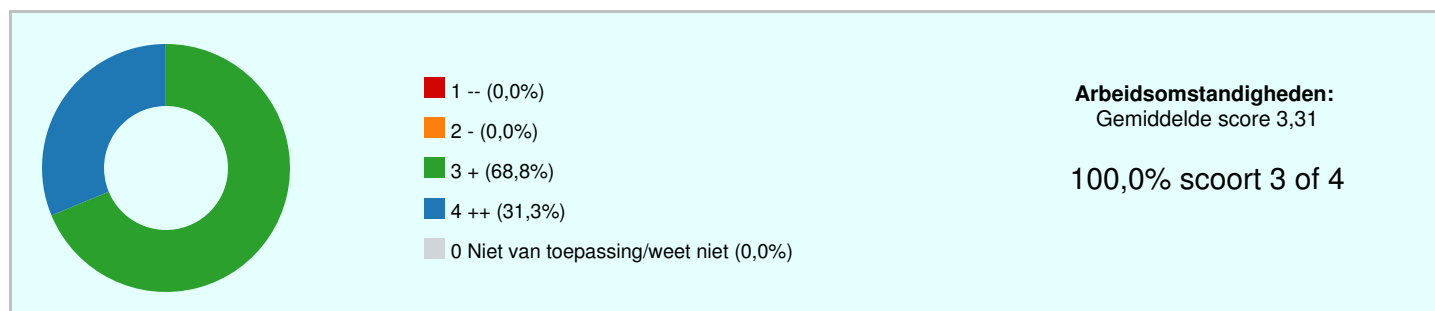 1 -- (0,0%)
2 - (0,0%)
3 + (68,8%)
4 ++ (31,3%)
0 Niet van toepassing/weet niet (0,0%)
Arbeidsomstandigheden:
Gemiddelde score 3,31
100,0% scoort 3 of 4